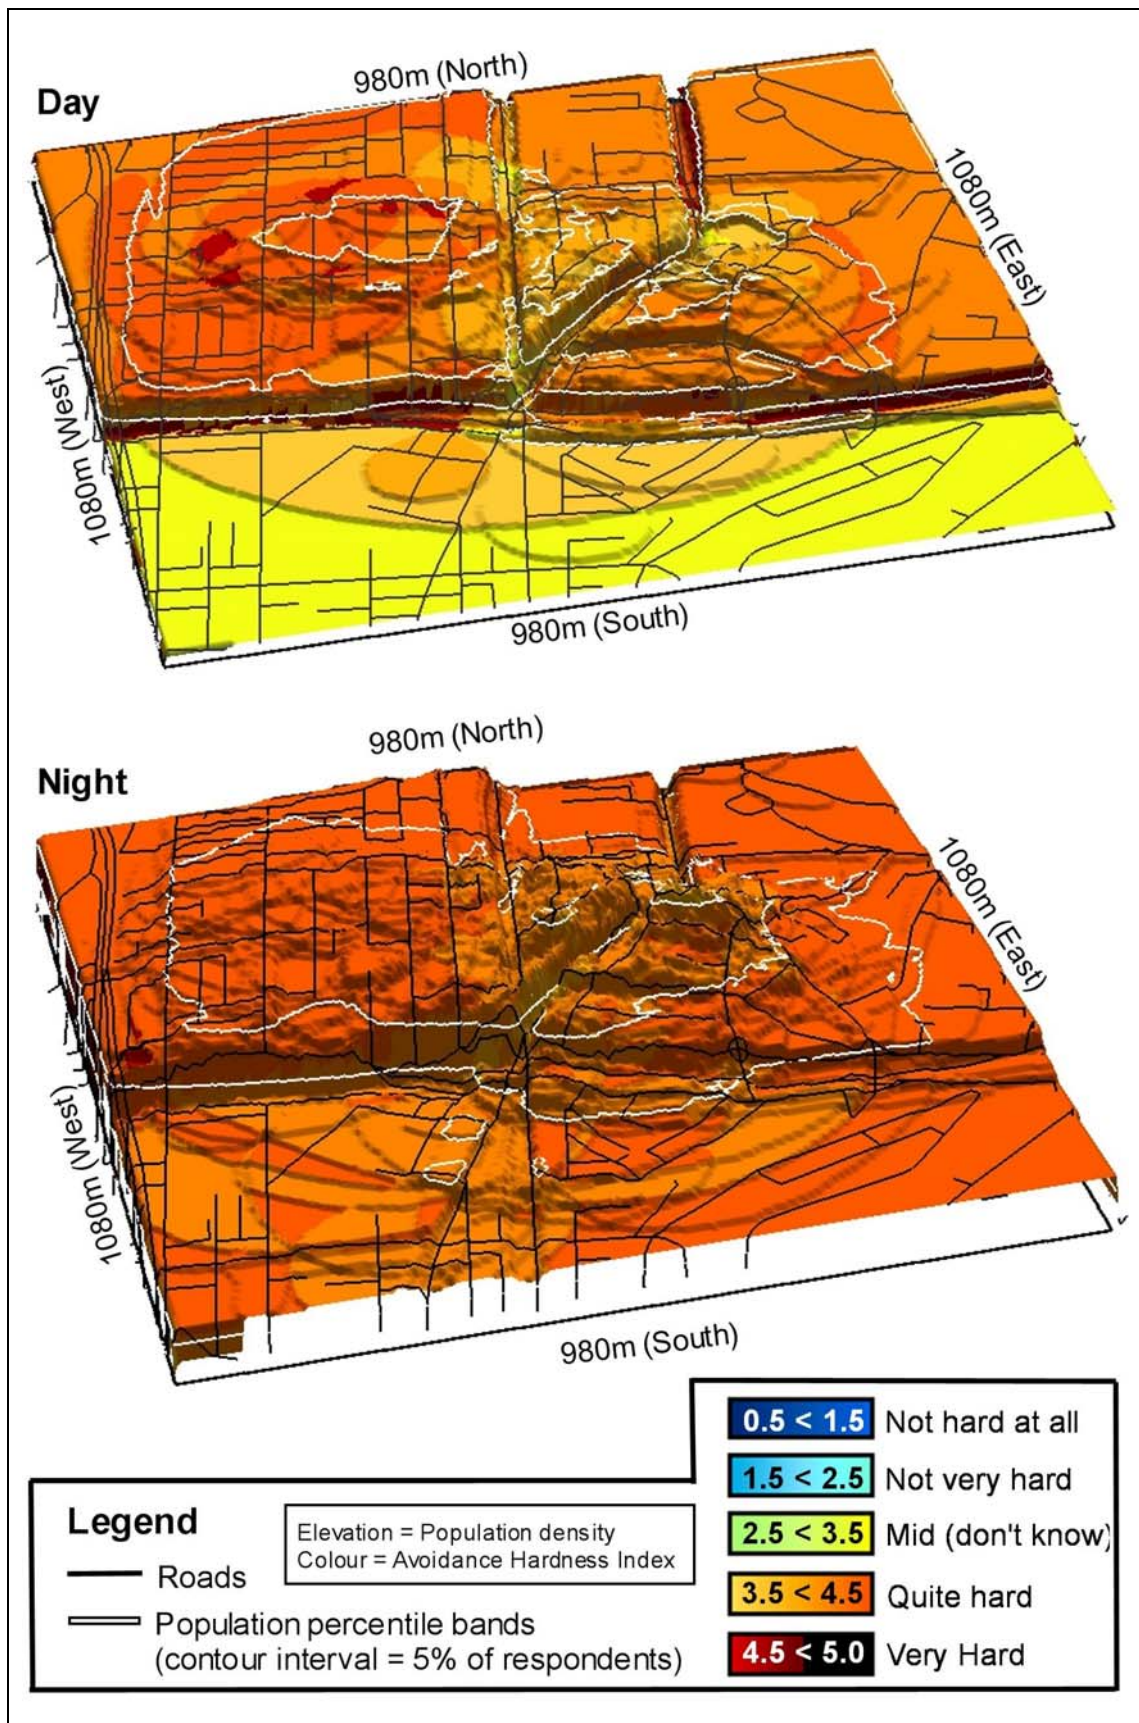 980m (North)
Day
1080m (East)
1080m (West)
980m (South)
980m (North)
Night
1080m (East)
1080m (West)
980m (South)
Legend
Roads
Population percentile bands
(contour interval = 5% of respondents)
Elevation = Population density
Colour = Avoidance Hardness Index
0.5 < 1.5 Not hard at all
1.5 < 2.5 Not very hard
2.5 < 3.5 Mid (don't know)
3.5 < 4.5 Quite hard
4.5 < 5.0 Very Hard